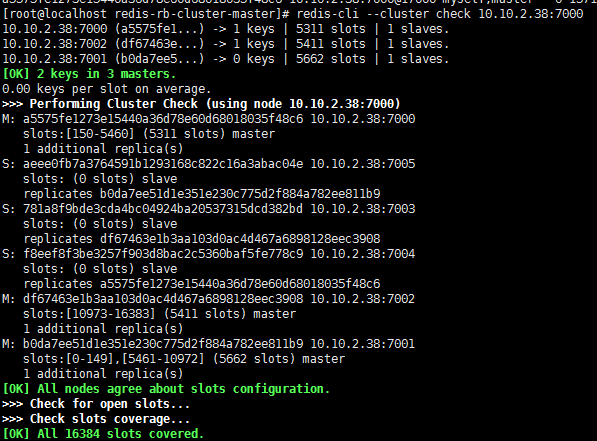 [root@localhost redis-rb-cluster-master]# redis-cli --cluster check 10.10.2.38:7000
10.10.2.38:7000 (a5575fe1...) -> 1 keys | 5311 slots | 1 slaves.
10.10.2.38:7002 (df67463e...) -> 1 keys | 5411 slots | 1 slaves.
10.10.2.38:7001 (b0da7ee5...) -> 0 keys | 5662 slots | 1 slaves.
[OK] 2 keys in 3 masters.
0.00 keys per slot on average.
>>> Performing Cluster Check (using node 10.10.2.38:7000)
M: a5575fe1273e15440a36d78e60d68018035f48c6 10.10.2.38:7000
   slots:[150-5460] (5311 slots) master
   1 additional replica(s)
S: aeee0fb7a3764591b1293168c822c16a3abac04e 10.10.2.38:7005
   slots: (0 slots) slave
   replicates b0da7ee51d1e351e230c775d2f884a782ee811b9
S: 781a8f9bde3cda4bc04924ba20537315dcd382bd 10.10.2.38:7003
   slots: (0 slots) slave
   replicates df67463e1b3aa103d0ac4d467a6898128eec3908
S: f8eef8f3be3257f903d8bac2c5360baf5fe778c9 10.10.2.38:7004
   slots: (0 slots) slave
   replicates a5575fe1273e15440a36d78e60d68018035f48c6
M: df67463e1b3aa103d0ac4d467a6898128eec3908 10.10.2.38:7002
   slots:[10973-16383] (5411 slots) master
   1 additional replica(s)
M: b0da7ee51d1e351e230c775d2f884a782ee811b9 10.10.2.38:7001
   slots:[0-149],[5461-10972] (5662 slots) master
   1 additional replica(s)
[OK] All nodes agree about slots configuration.
>>> Check for open slots...
>>> Check slots coverage...
[OK] All 16384 slots covered.